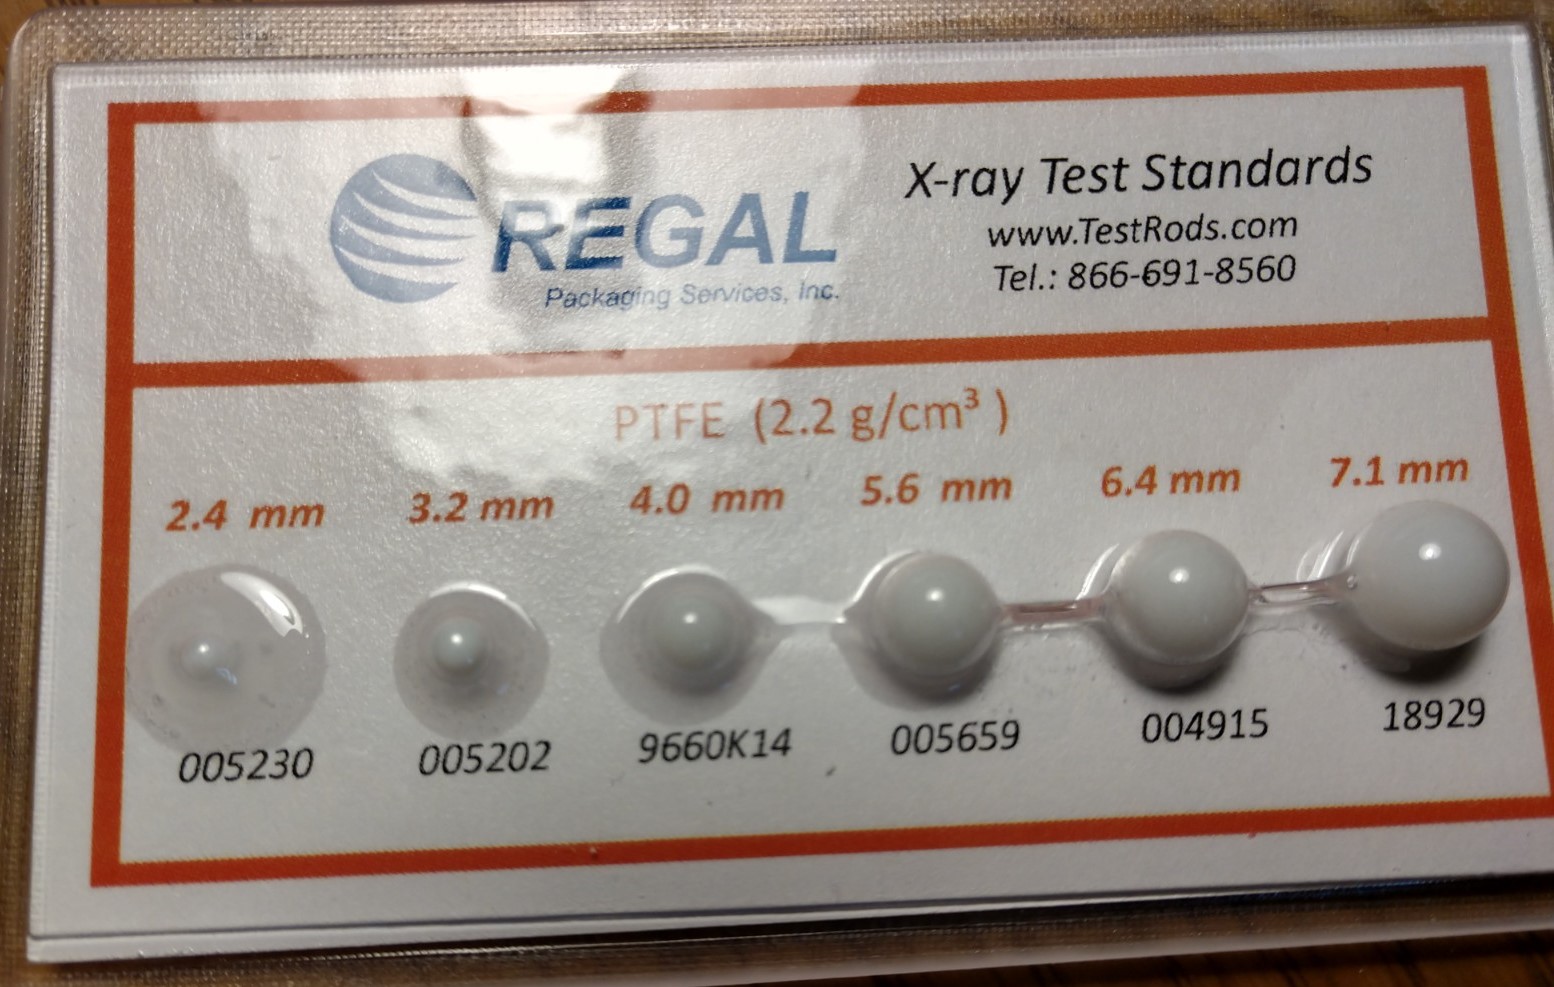 REGAL
Packaging Services, Inc.
X-ray Test Standards
www.TestRods.com
Tel.: 866-691-8560
PTFE (2.2 g/cm³ )
2.4 mm 3.2 mm 4.0 mm 5.6 mm 6.4 mm 7.1 mm
005230 005202 9660K14 005659 004915 18929